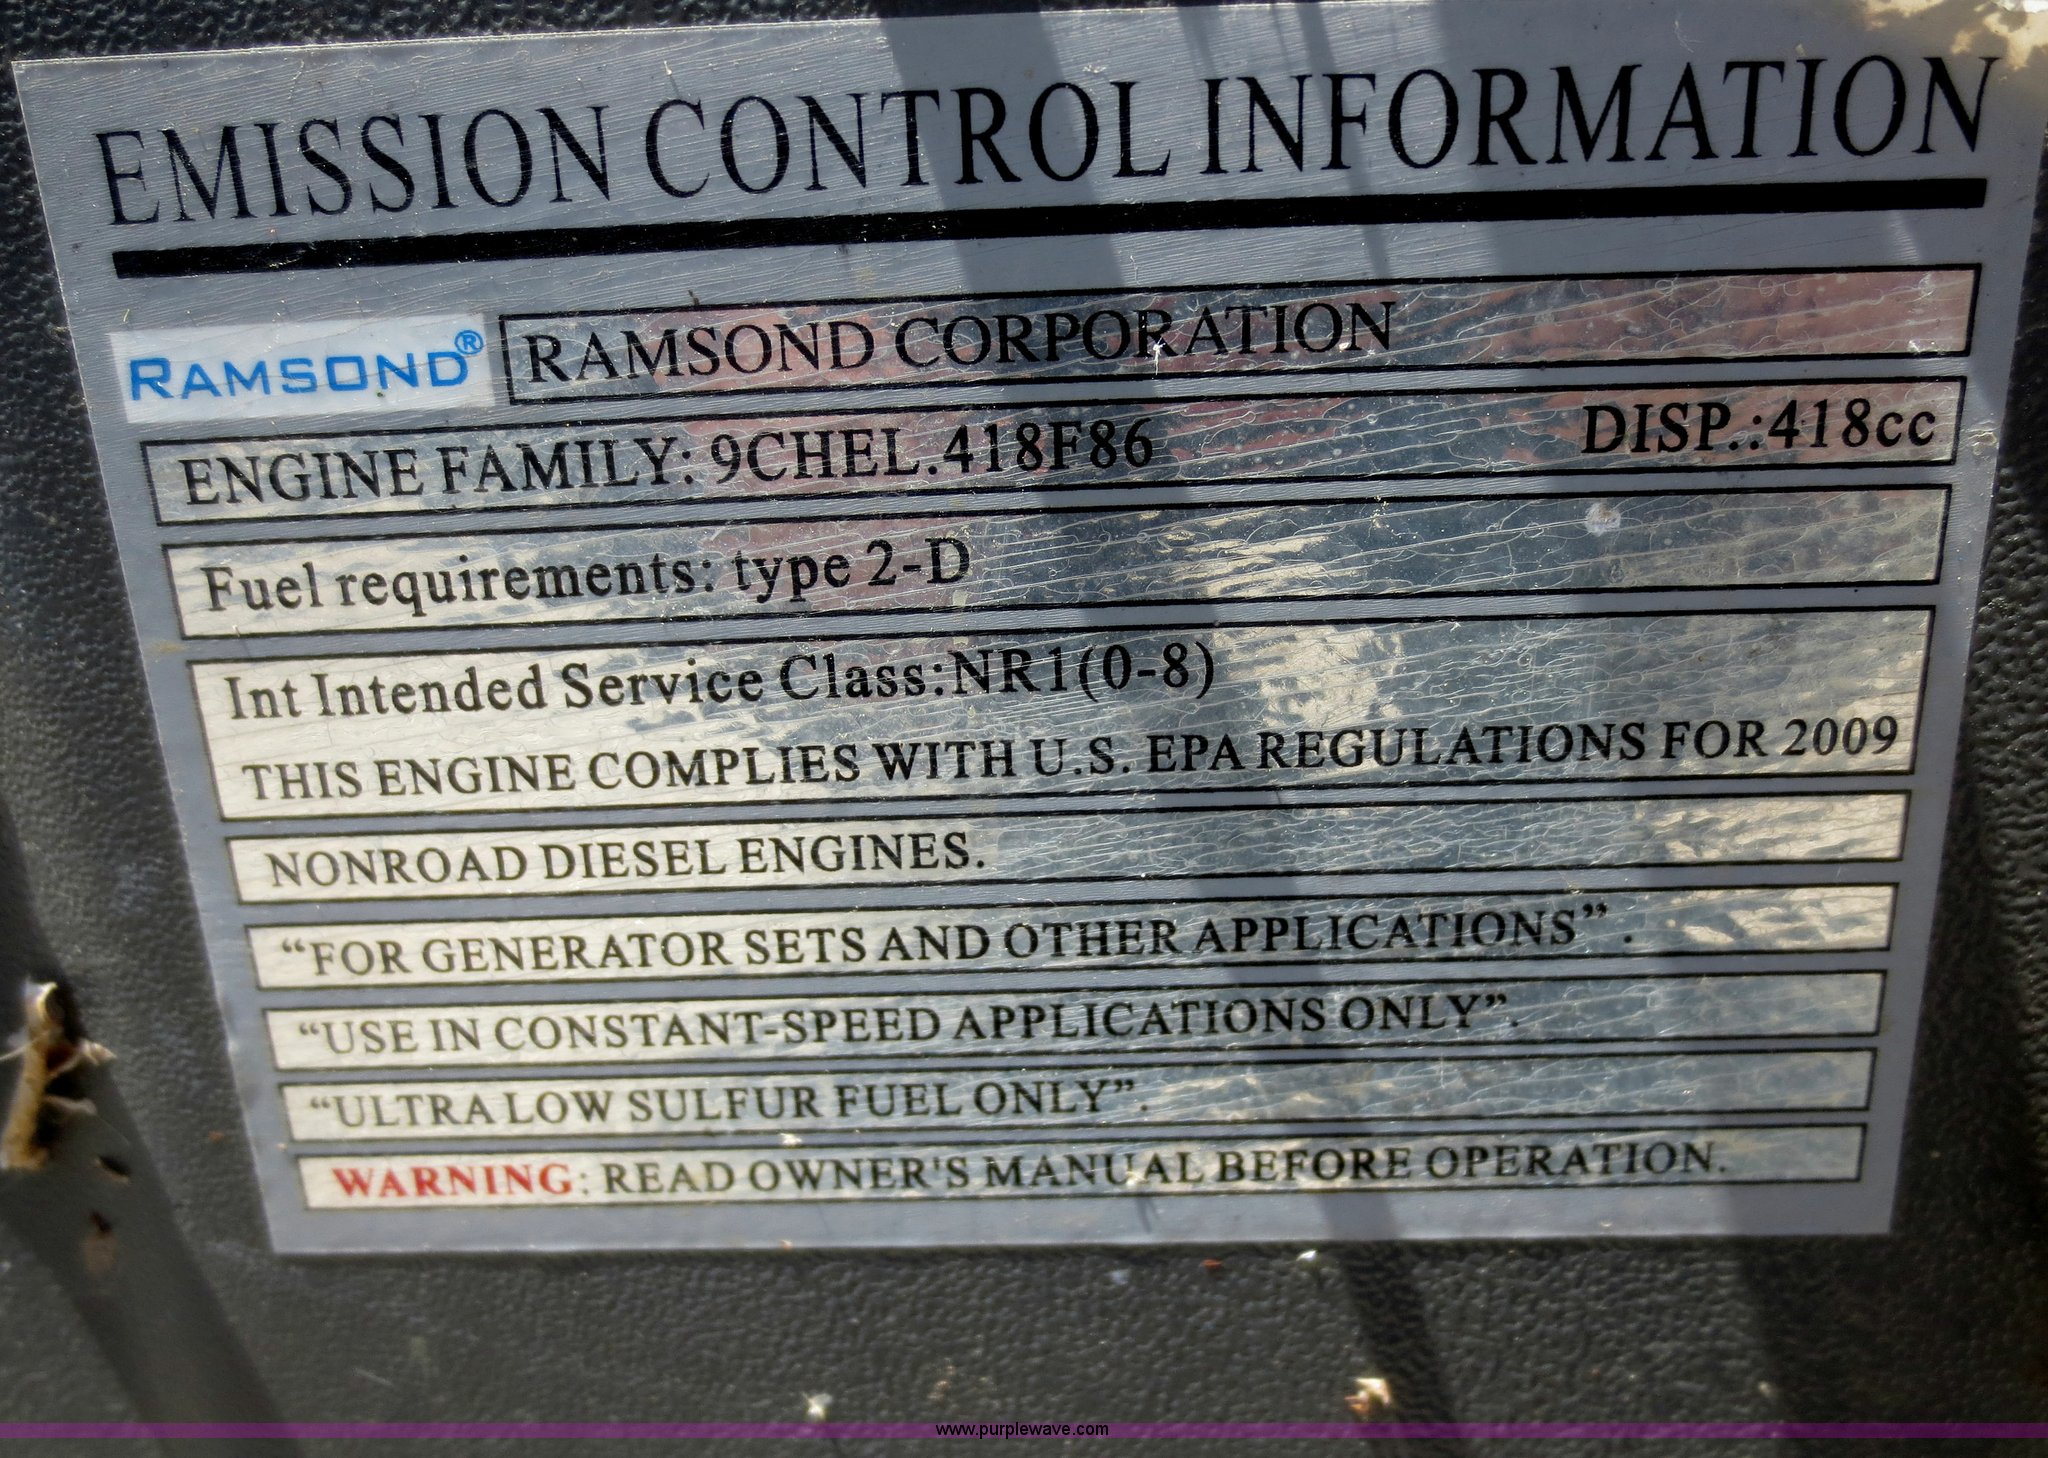 EMISSION CONTROL INFORMATION
RAMSOND® RAMSOND CORPORATION
ENGINE FAMILY: 9CHEL.418F86 DISP.:418cc
Fuel requirements: type 2-D
Int Intended Service Class:NR1(0-8)
THIS ENGINE COMPLIES WITH U.S. EPA REGULATIONS FOR 2009
NONROAD DIESEL ENGINES.
“FOR GENERATOR SETS AND OTHER APPLICATIONS” .
“USE IN CONSTANT-SPEED APPLICATIONS ONLY”.
“ULTRA LOW SULFUR FUEL ONLY”.
WARNING: READ OWNER'S MANUAL BEFORE OPERATION.
www.purplewave.com